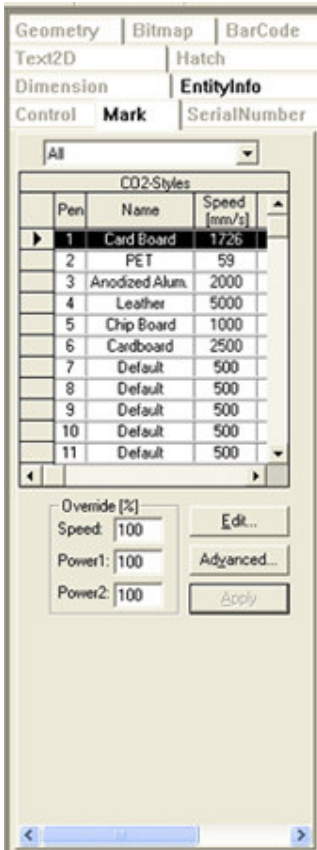 Geometry Bitmap BarCode
Text2D Hatch
Dimension EntityInfo
Control Mark SerialNumber
All
CO2-Styles
Pen Name Speed [mm/s]
1 Card Board 1726
2 PET 59
3 Anodized Alum. 2000
4 Leather 5000
5 Chip Board 1000
6 Cardboard 2500
7 Default 500
8 Default 500
9 Default 500
10 Default 500
11 Default 500
Override [%]
Speed: 100 Edit...
Power1: 100 Advanced...
Power2: 100 Apply